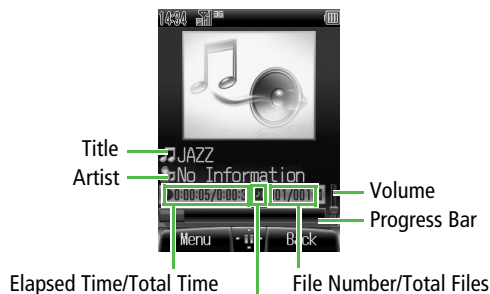 14:34
Title
JAZZ
Artist
No Information
0:00:05/0:00:3
001/001
Volume
Progress Bar
Menu
Back
Elapsed Time/Total Time
File Number/Total Files